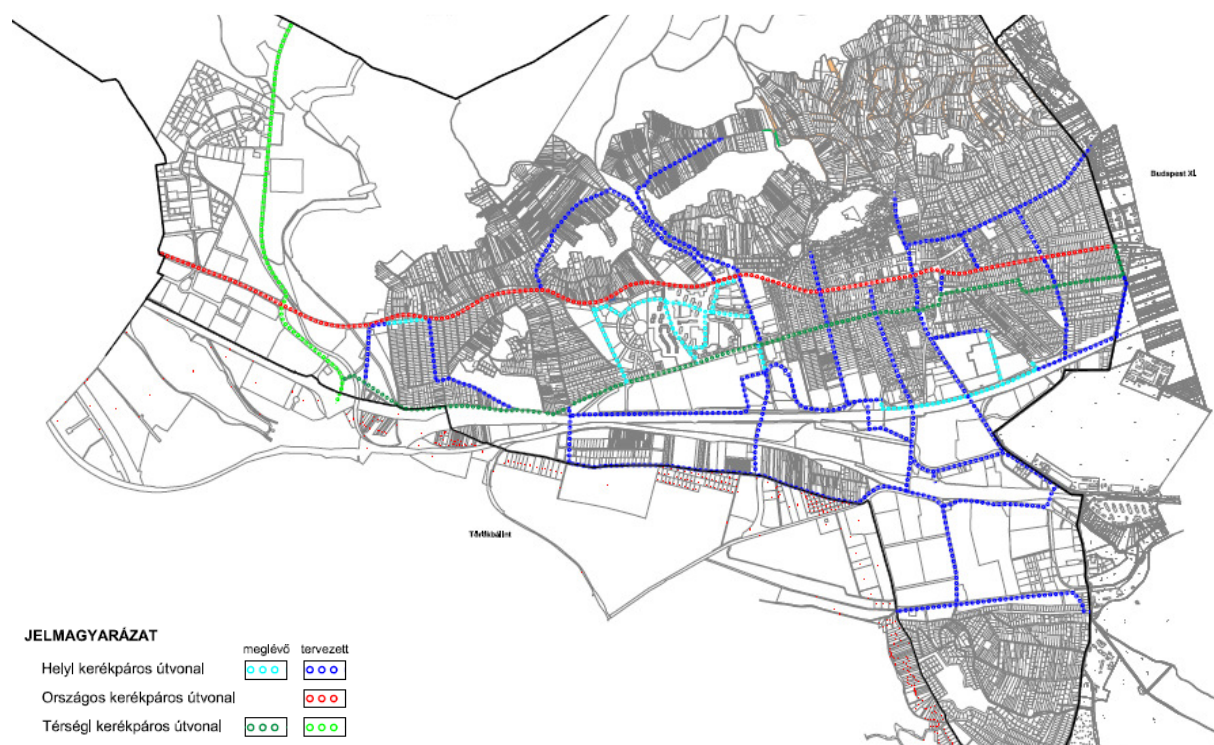 Budapest XI.
Törökbálint
JELMAGYARÁZAT
meglévő tervezett
Helyi kerékpáros útvonal
Országos kerékpáros útvonal
Térségi kerékpáros útvonal